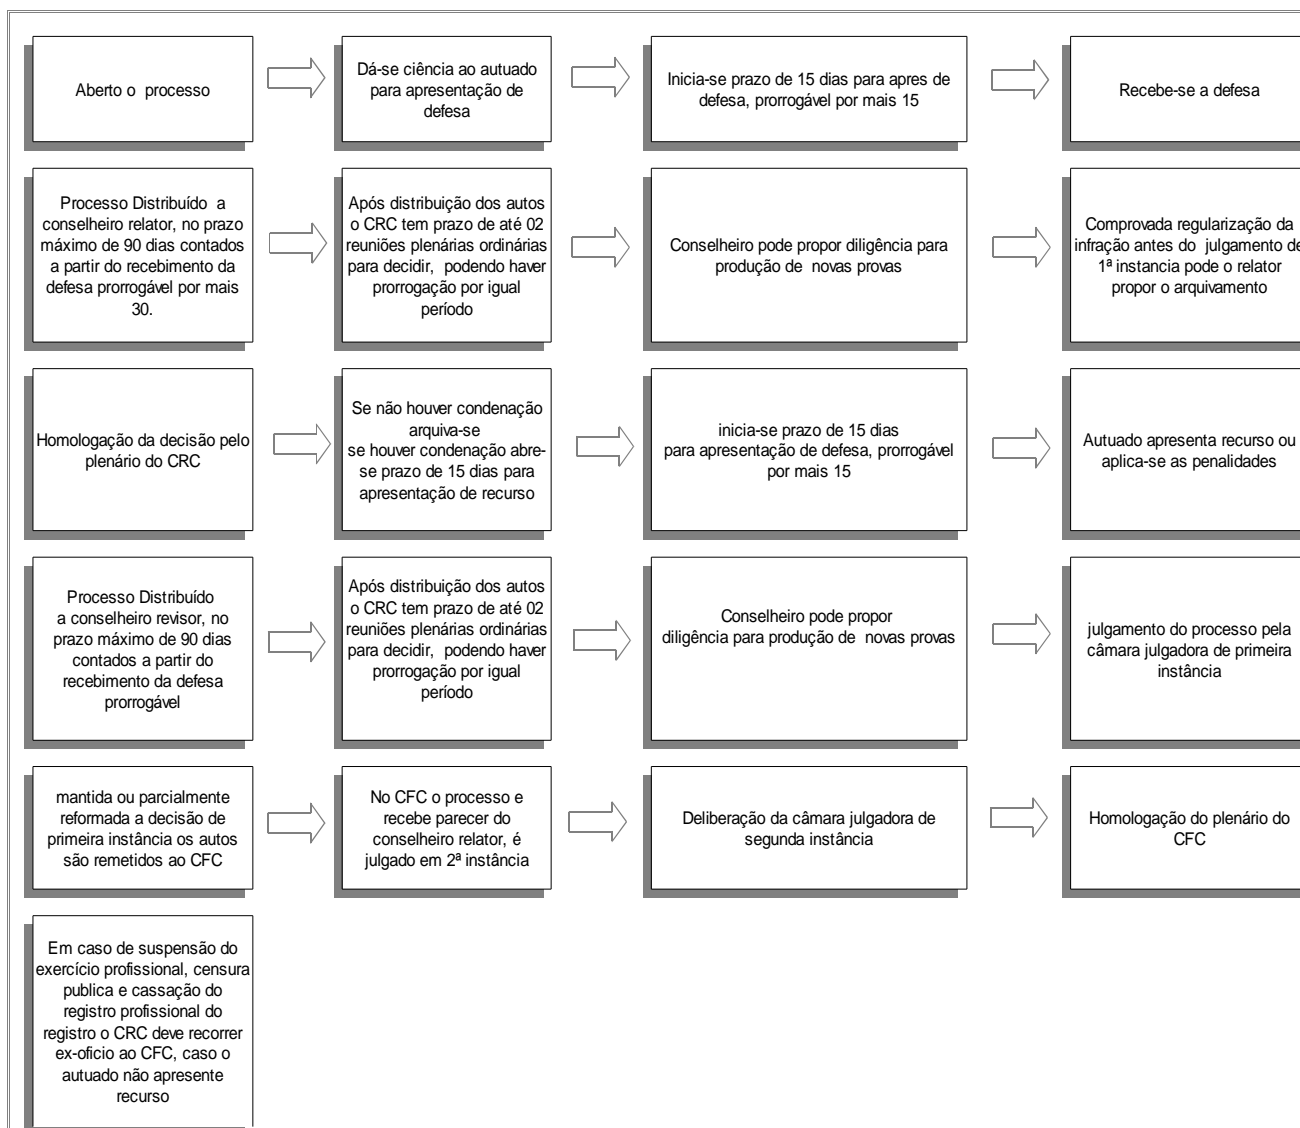 Aberto o processo
Dá-se ciência ao autuado
para apresentação de
defesa
Inicia-se prazo de 15 dias para apres de
defesa, prorrogável por mais 15
Recebe-se a defesa
Processo Distribuído a
conselheiro relator, no prazo
máximo de 90 dias contados
a partir do recebimento da
defesa prorrogável por mais
30.
Após distribuição dos autos
o CRC tem prazo de até 02
reuniões plenárias ordinárias
para decidir, podendo haver
prorrogação por igual
período
Conselheiro pode propor diligência para
produção de novas provas
Comprovada regularização da
infração antes do julgamento de
1ª instancia pode o relator
propor o arquivamento
Homologação da decisão pelo
plenário do CRC
Se não houver condenação
arquiva-se
se houver condenação abre-
se prazo de 15 dias para
apresentação de recurso
inicia-se prazo de 15 dias
para apresentação de defesa, prorrogável
por mais 15
Autuado apresenta recurso ou
aplica-se as penalidades
Processo Distribuído
a conselheiro revisor, no
prazo máximo de 90 dias
contados a partir do
recebimento da defesa
prorrogável
Após distribuição dos autos
o CRC tem prazo de até 02
reuniões plenárias ordinárias
para decidir, podendo haver
prorrogação por igual
período
Conselheiro pode propor
diligência para produção de novas provas
julgamento do processo pela
câmara julgadora de primeira
instância
mantida ou parcialmente
reformada a decisão de
primeira instância os autos
são remetidos ao CFC
No CFC o processo e
recebe parecer do
conselheiro relator, é
julgado em 2ª instância
Deliberação da câmara julgadora de
segunda instância
Homologação do plenário do
CFC
Em caso de suspensão do
exercício profissional, censura
publica e cassação do
registro profissional do
registro o CRC deve recorrer
ex-oficio ao CFC, caso o
autuado não apresente
recurso